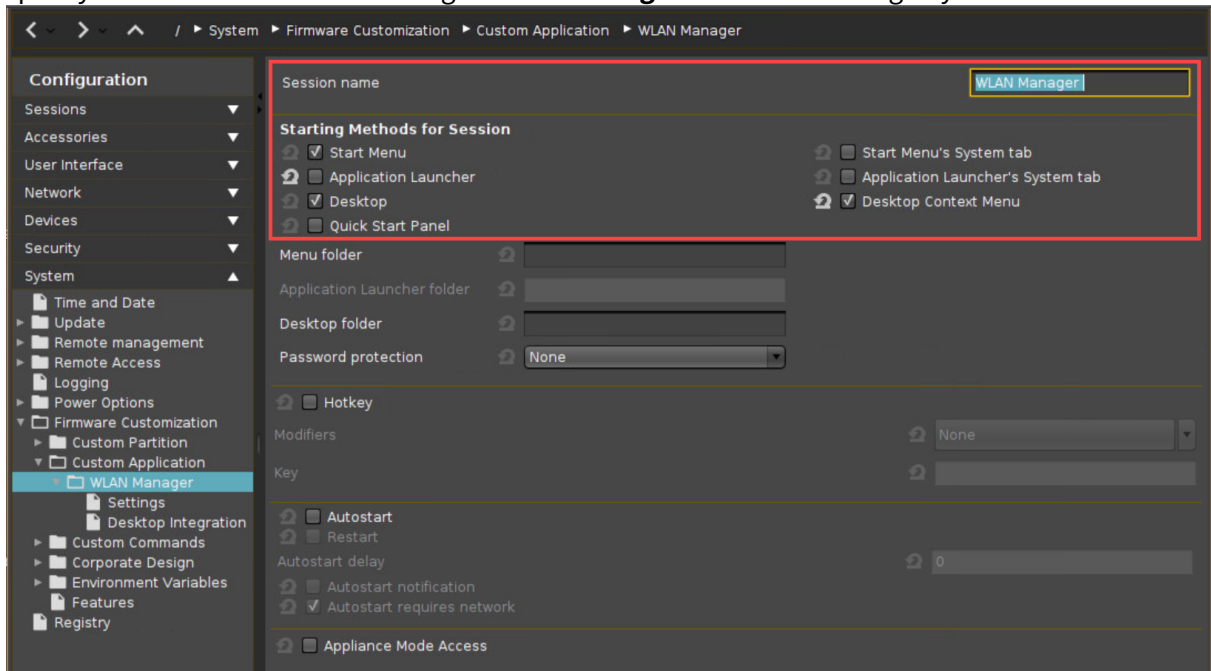 / ▸ System ▸ Firmware Customization ▸ Custom Application ▸ WLAN Manager
Configuration
Sessions
Accessories
User Interface
Network
Devices
Security
System
Time and Date
Update
Remote management
Remote Access
Logging
Power Options
Firmware Customization
Custom Partition
Custom Application
WLAN Manager
Settings
Desktop Integration
Custom Commands
Corporate Design
Environment Variables
Features
Registry
Session name WLAN Manager
Starting Methods for Session
Start Menu Start Menu's System tab
Application Launcher Application Launcher's System tab
Desktop Desktop Context Menu
Quick Start Panel
Menu folder
Application Launcher folder
Desktop folder
Password protection None
Hotkey
Modifiers None
Key
Autostart
Restart
Autostart delay 0
Autostart notification
Autostart requires network
Appliance Mode Access